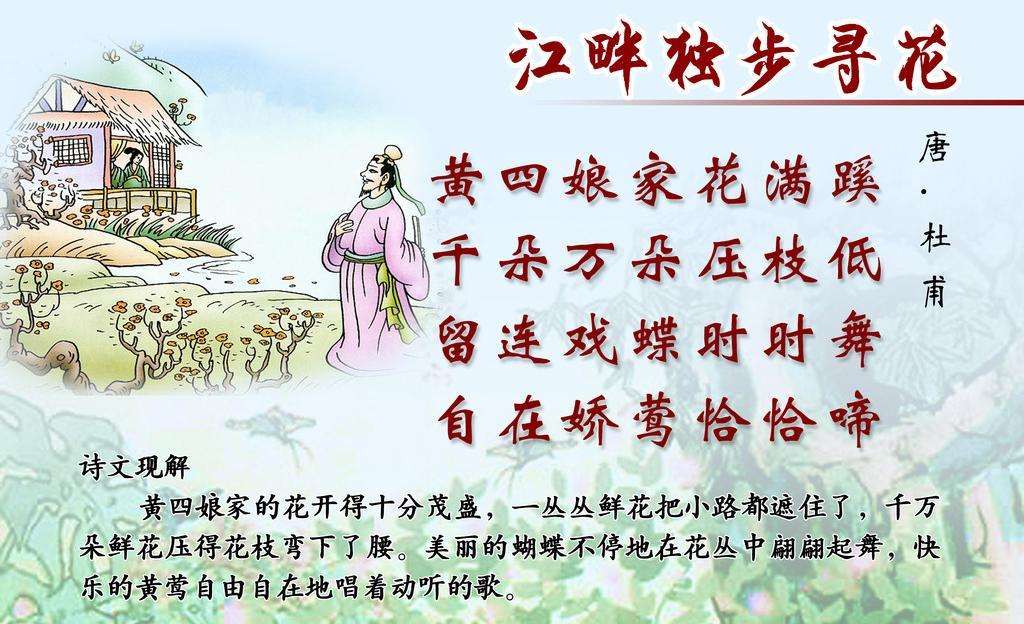 江畔独步寻花
唐·杜甫
黄四娘家花满蹊
千朵万朵压枝低
留连戏蝶时时舞
自在娇莺恰恰啼
诗文现解
黄四娘家的花开得十分茂盛，一丛丛鲜花把小路都遮住了，千万
朵鲜花压得花枝弯下了腰。美丽的蝴蝶不停地在花丛中翩翩起舞，快
乐的黄莺自由自在地唱着动听的歌。